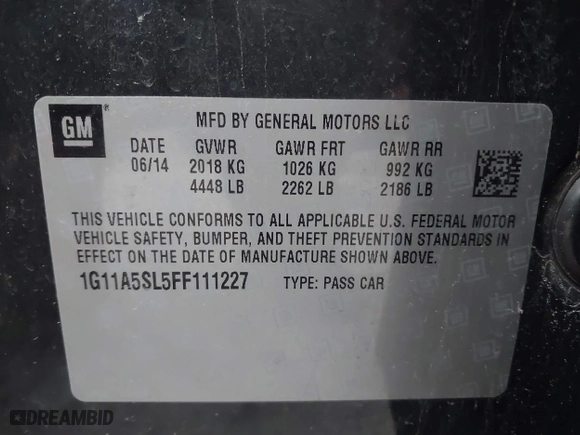 GM
MFD BY GENERAL MOTORS LLC
DATE GVWR GAWR FRT GAWR RR
06/14 2018 KG 1026 KG 992 KG
4448 LB 2262 LB 2186 LB
THIS VEHICLE CONFORMS TO ALL APPLICABLE U.S. FEDERAL MOTOR
VEHICLE SAFETY, BUMPER, AND THEFT PREVENTION STANDARDS IN
EFFECT ON THE DATE OF MANUFACTURE SHOWN ABOVE.
1G11A5SL5FF111227 TYPE: PASS CAR
DREAMBID